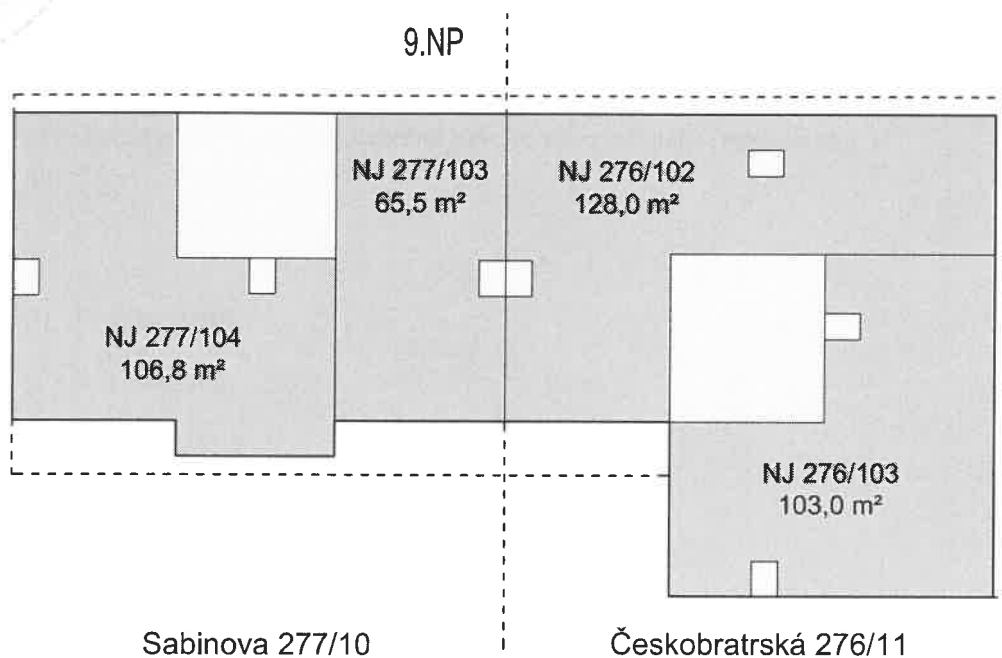 9.NP
NJ 277/103
65,5 m²
NJ 276/102
128,0 m²
NJ 277/104
106,8 m²
NJ 276/103
103,0 m²
Sabinova 277/10
Českobratrská 276/11